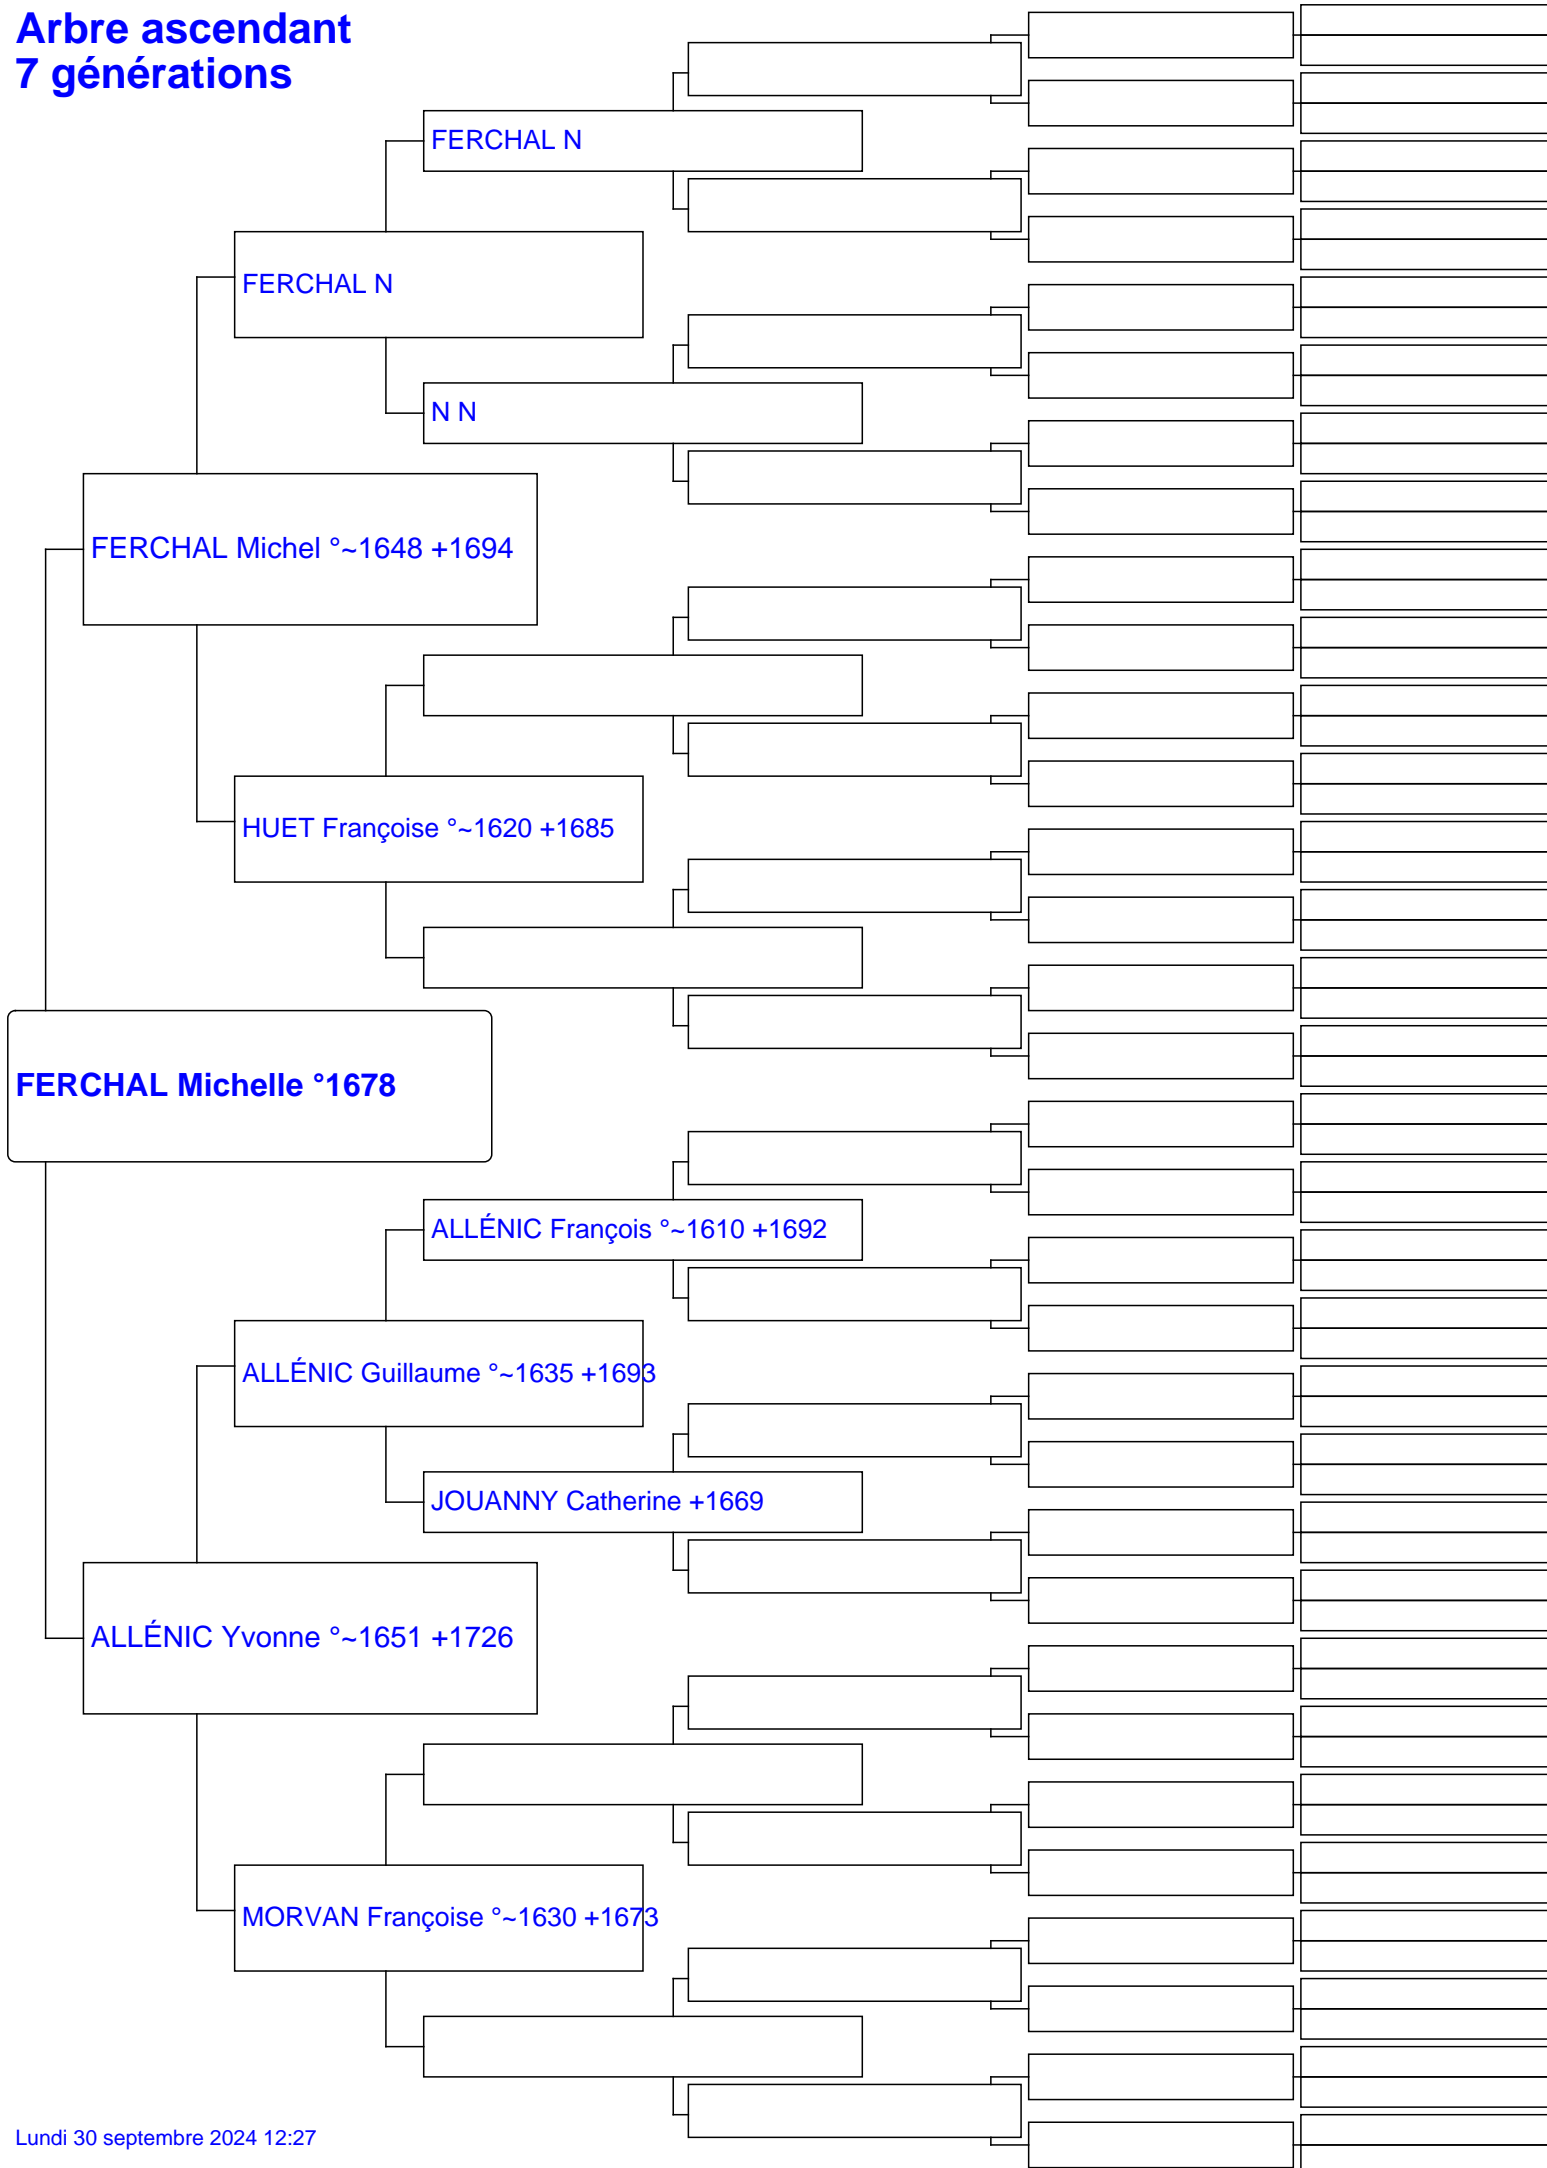 Arbre ascendant
7 générations
FERCHAL N
FERCHAL N
N N
FERCHAL Michel °~1648 +1694
HUET Françoise °~1620 +1685
FERCHAL Michelle °1678
ALLÉNIC François °~1610 +1692
ALLÉNIC Guillaume °~1635 +1693
JOUANNY Catherine +1669
ALLÉNIC Yvonne °~1651 +1726
MORVAN Françoise °~1630 +1673
Lundi 30 septembre 2024 12:27